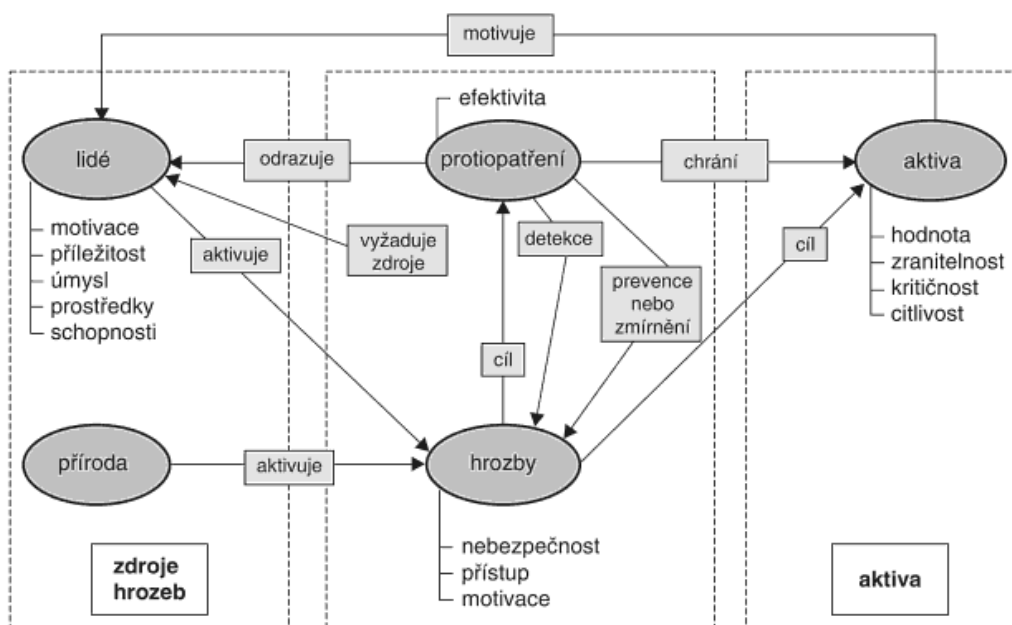 motivuje
efektivita
lidé
odrazuje
protiopatření
chrání
aktiva
motivace
příležitost
úmysl
prostředky
schopnosti
aktivuje
vyžaduje
zdroje
detekce
prevence
nebo
zmírnění
cíl
hodnota
zranitelnost
kritičnost
citlivost
cíl
příroda
aktivuje
hrozby
nebezpečnost
přístup
motivace
zdroje
hrozeb
aktiva